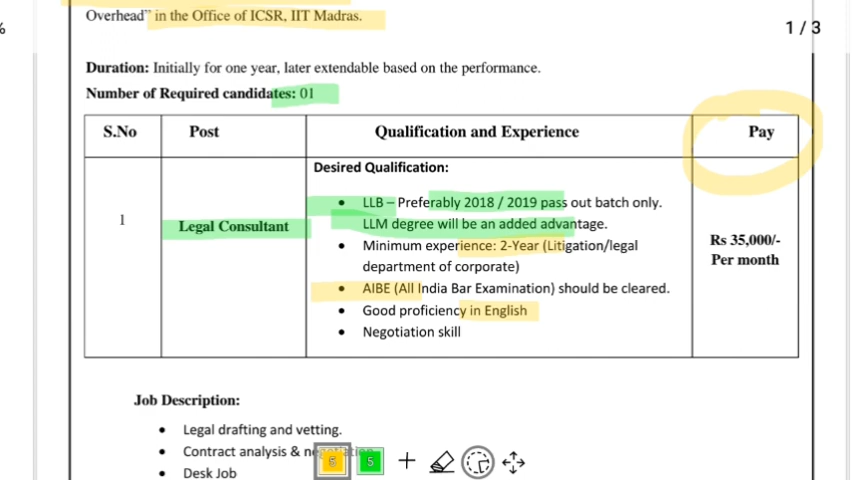 Overhead" in the Office of ICSR, IIT Madras.
1 / 3
%
Duration: Initially for one year, later extendable based on the performance.
Number of Required candidates: 01
S.No Post Qualification and Experience Pay
Desired Qualification:
1
Legal Consultant
• LLB – Preferably 2018 / 2019 pass out batch only.
LLM degree will be an added advantage.
• Minimum experience: 2-Year (Litigation/legal
department of corporate)
• AIBE (All India Bar Examination) should be cleared.
• Good proficiency in English
• Negotiation skill
Rs 35,000/-
Per month
Job Description:
• Legal drafting and vetting.
• Contract analysis & negotiation
• Desk Job
5
5